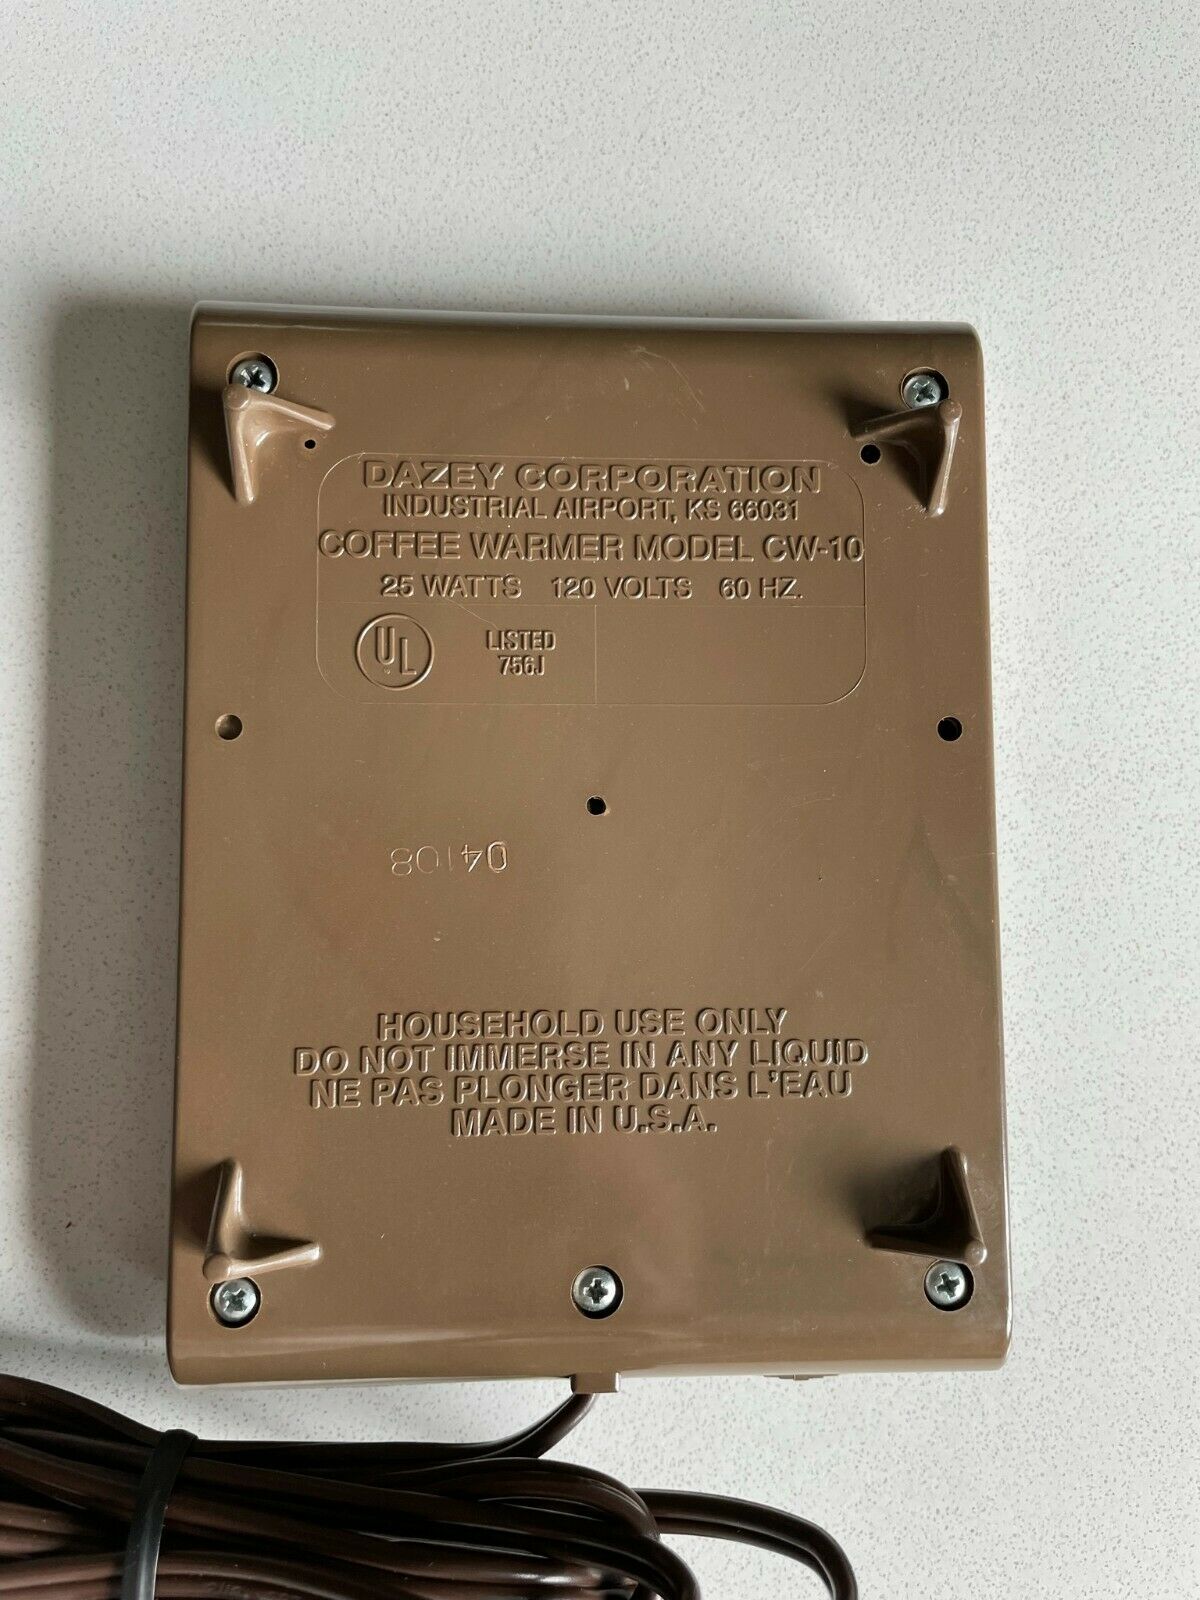 DAZEY CORPORATION
INDUSTRIAL AIRPORT, KS 66031
COFFEE WARMER MODEL CW-10
25 WATTS 120 VOLTS 60 HZ.
UL LISTED
756J
04108
HOUSEHOLD USE ONLY
DO NOT IMMERSE IN ANY LIQUID
NE PAS PLONGER DANS L'EAU
MADE IN U.S.A.